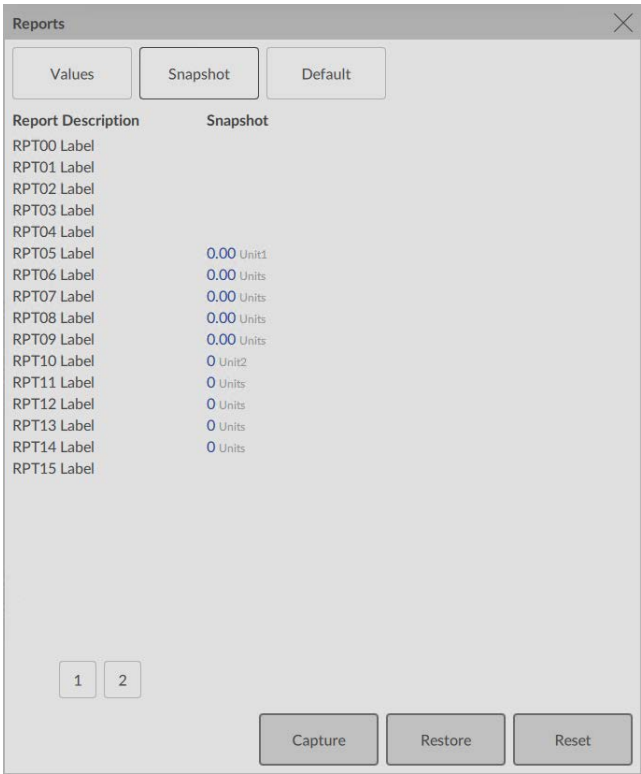 Reports
Values Snapshot Default
Report Description Snapshot
RPT00 Label
RPT01 Label
RPT02 Label
RPT03 Label
RPT04 Label
RPT05 Label 0.00 Unit1
RPT06 Label 0.00 Units
RPT07 Label 0.00 Units
RPT08 Label 0.00 Units
RPT09 Label 0.00 Units
RPT10 Label 0 Unit2
RPT11 Label 0 Units
RPT12 Label 0 Units
RPT13 Label 0 Units
RPT14 Label 0 Units
RPT15 Label
1 2
Capture Restore Reset